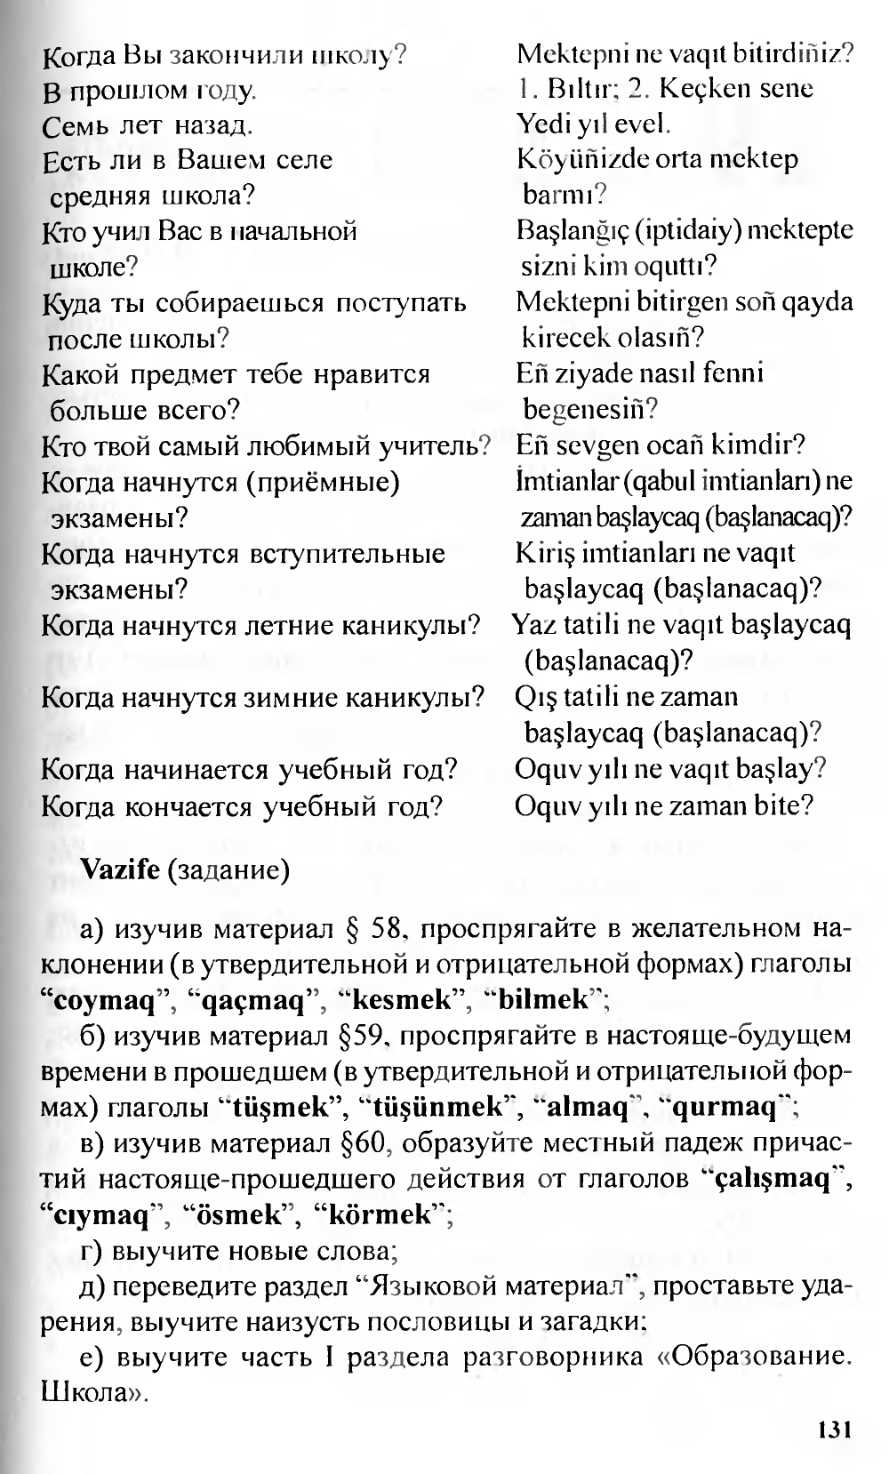 Когда Вы закончили школу? Mektepni ne vaqıt bitirdiñiz?
В прошлом году. 1. Bıltır; 2. Keçken sene
Семь лет назад. Yedi yıl evel.
Есть ли в Вашем селе Köyüñizde orta mektep
средняя школа? barmı?
Кто учил Вас в начальной Başlanğıç (iptidaiy) mektepte
школе? sizni kim oquttı?
Куда ты собираешься поступать Mektepni bitirgen soñ qayda
после школы? kirecek olasıñ?
Какой предмет тебе нравится Eñ ziyade nasıl fenni
больше всего? begenesiñ?
Кто твой самый любимый учитель? Eñ sevgen ocañ kimdir?
Когда начнутся (приёмные) İmtianlar (qabul imtianları) ne
экзамены? zaman başlaycaq (başlanacaq)?
Когда начнутся вступительные Kiriş imtianları ne vaqıt
экзамены? başlaycaq (başlanacaq)?
Когда начнутся летние каникулы? Yaz tatili ne vaqıt başlaycaq
(başlanacaq)?
Когда начнутся зимние каникулы? Qış tatili ne zaman
başlaycaq (başlanacaq)?
Когда начинается учебный год? Oquv yılı ne vaqıt başlay?
Когда кончается учебный год? Oquv yılı ne zaman bite?
Vazife (задание)
а) изучив материал § 58, проспрягайте в желательном на-
клонении (в утвердительной и отрицательной формах) глаголы
“coymaq”, “qaçmaq”, “kesmek”, “bilmek”;
б) изучив материал §59, проспрягайте в настояще-будущем
времени в прошедшем (в утвердительной и отрицательной фор-
мах) глаголы “tüşmek”, “tüşünmek”, “almaq”, “qurmaq”;
в) изучив материал §60, образуйте местный падеж причас-
тий настояще-прошедшего действия от глаголов “çalışmaq”,
“cıymaq”, “ösmek”, “körmek”;
г) выучите новые слова;
д) переведите раздел “Языковой материал”, проставьте уда-
рения, выучите наизусть пословицы и загадки;
е) выучите часть I раздела разговорника «Образование.
Школа».
131